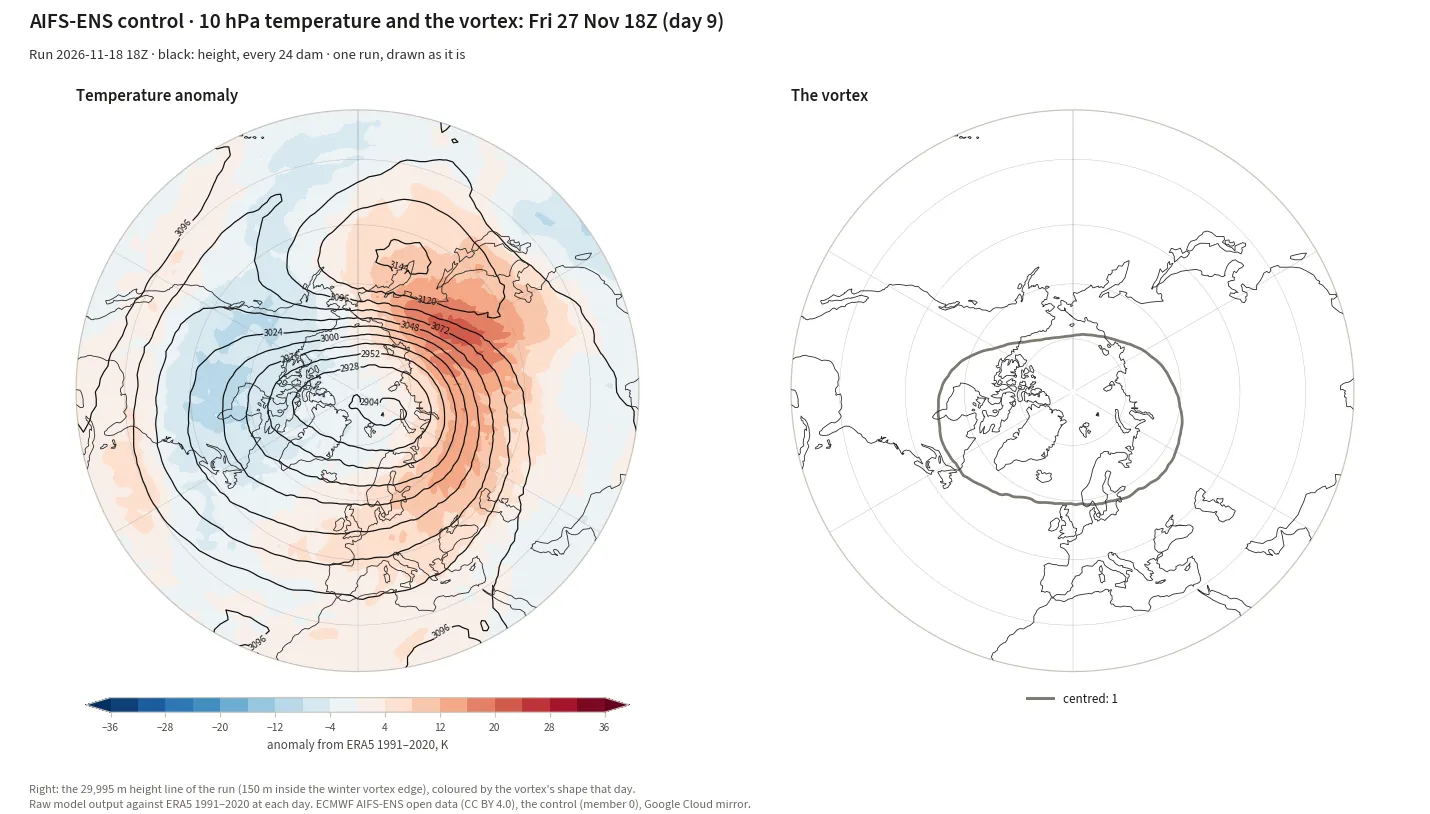 AIFS-ENS control · 10 hPa temperature and the vortex: Fri 27 Nov 18Z (day 9)
Run 2026-11-18 18Z · black: height, every 24 dam · one run, drawn as it is
Temperature anomaly
The vortex
3096
3144
3096
3120
3048
3072
3024
3000
2976
2952
2928
2904
3096
3096
centred: 1
−36 −28 −20 −12 −4 4 12 20 28 36
anomaly from ERA5 1991–2020, K
Right: the 29,995 m height line of the run (150 m inside the winter vortex edge), coloured by the vortex's shape that day.
Raw model output against ERA5 1991–2020 at each day. ECMWF AIFS-ENS open data (CC BY 4.0), the control (member 0), Google Cloud mirror.